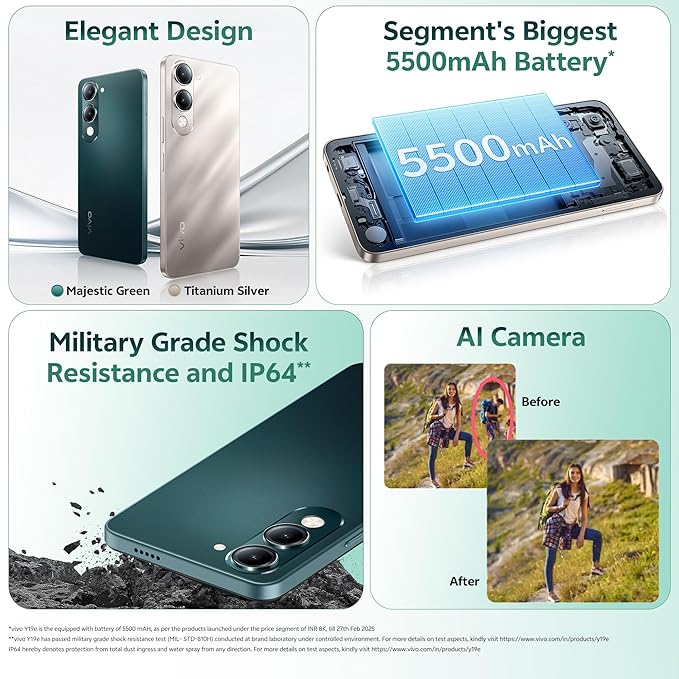 Elegant Design
vivo
vivo
Majestic Green
Titanium Silver
Segment's Biggest
5500mAh Battery*
5500mAh
Military Grade Shock
Resistance and IP64**
AI Camera
Before
After
*vivo Y19e is the equipped with battery of 5500 mAH, as per the products launched under the price segment of INR 8K, till 27th Feb 2025
**vivo Y19e has passed military grade shock resistance test (MIL- STD-810H) conducted at brand laboratory under controlled environment. For more details on test aspects, kindly visit https://www.vivo.com/in/products/y19e
IP64 hereby denotes protection from total dust ingress and water spray from any direction. For more details on test aspects, kindly visit https://www.vivo.com/in/products/y19e